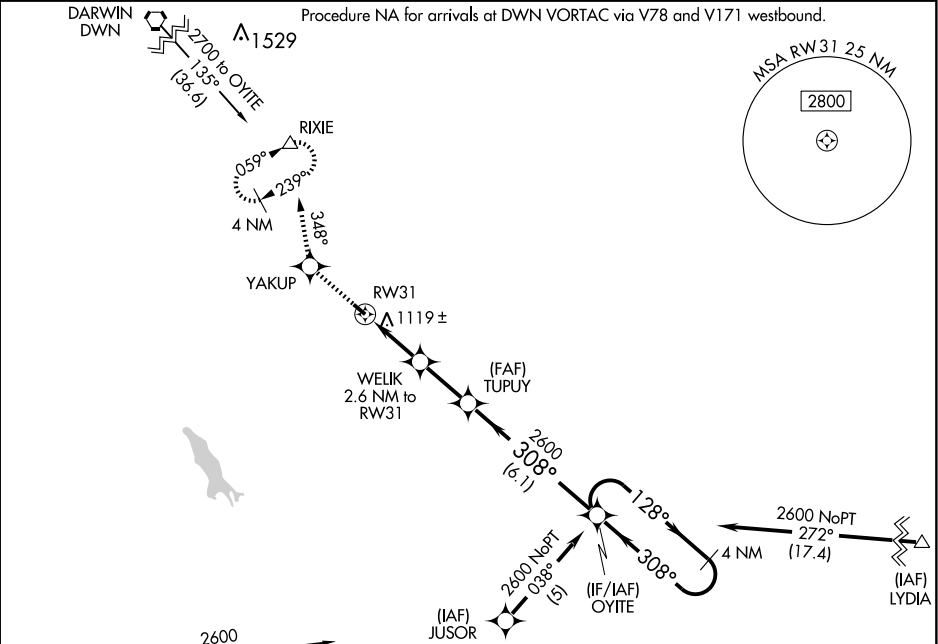 Procedure NA for arrivals at DWN VORTAC via V78 and V171 westbound.
DARWIN
DWN
1529
2700 to OYITE
135°
(36.6)
MSA RW31 25 NM
2800
RIXIE
059°
239°
4 NM
348°
YAKUP
RW31
1119 ±
WELIK
2.6 NM to
RW31
(FAF)
TUPUY
2600
308°
(6.1)
128°
308°
4 NM
2600 NoPT
272°
(17.4)
(IAF)
LYDIA
(IF/IAF)
OYITE
2600 NoPT
038°
(5)
(IAF)
JUSOR
2600